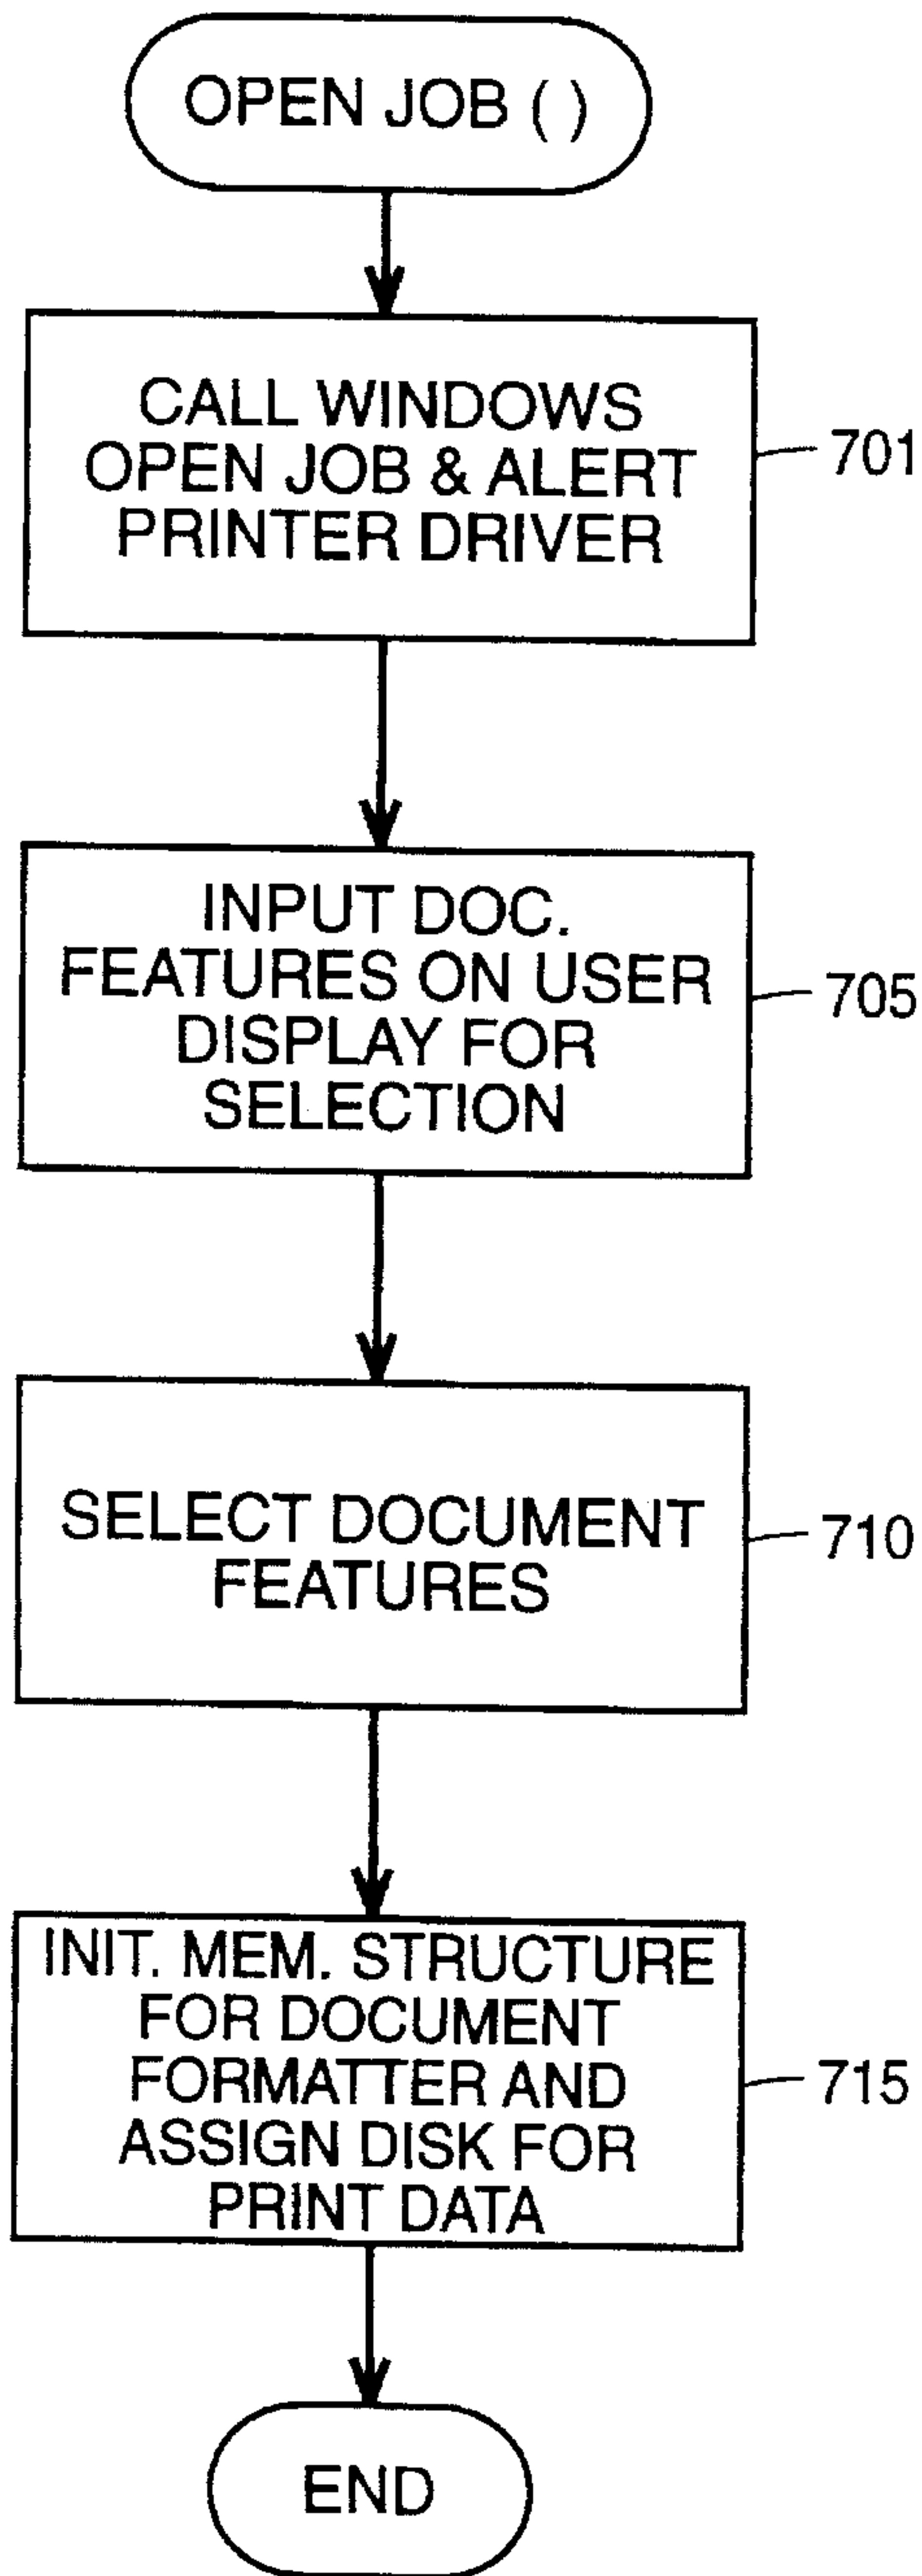 OPEN JOB ( )
CALL WINDOWS
OPEN JOB & ALERT
PRINTER DRIVER
701
INPUT DOC.
FEATURES ON USER
DISPLAY FOR
SELECTION
705
SELECT DOCUMENT
FEATURES
710
INIT. MEM. STRUCTURE
FOR DOCUMENT
FORMATTER AND
ASSIGN DISK FOR
PRINT DATA
715
END